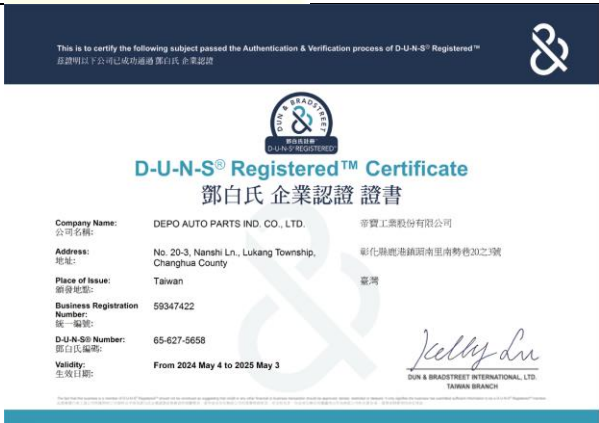 This is to certify the following subject passed the Authentication & Verification process of D-U-N-S® Registered™
茲證明以下公司已成功通過 鄧白氏 企業認證
DUN & BRADSTREET
鄧白氏註冊™
D-U-N-S® REGISTERED™
D-U-N-S® Registered™ Certificate
鄧白氏 企業認證 證書
Company Name: DEPO AUTO PARTS IND. CO., LTD. 帝寶工業股份有限公司
公司名稱:
Address: No. 20-3, Nanshi Ln., Lukang Township, 彰化縣鹿港鎮頭南里南勢巷20之3號
地址: Changhua County
Place of Issue: Taiwan 臺灣
頒發地點:
Business Registration 59347422
Number:
統一編號:
D-U-N-S® Number: 65-627-5658
鄧白氏編碼:
Validity: From 2024 May 4 to 2025 May 3
生效日期:
Kelly Lu
DUN & BRADSTREET INTERNATIONAL, LTD.
TAIWAN BRANCH